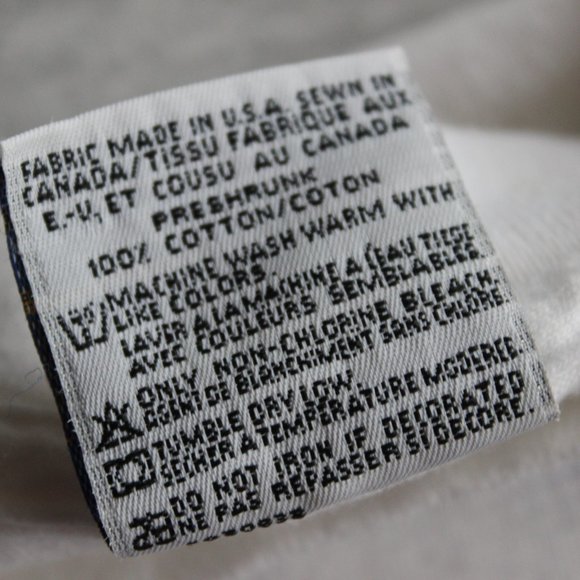 FABRIC MADE IN U.S.A. SEWN IN
CANADA/TISSU FABRIQUE AUX
E.-U. ET COUSU AU CANADA
PRESHRUNK
100% COTTON/COTON
MACHINE WASH WARM WITH
LIKE COLORS.
LAVER A LA MACHINE A L'EAU TIEDE
AVEC COULEURS SEMBLABLES.
ONLY NON-CHLORINE BLEACH
AGENT DE BLANCHIMENT SANS CHLORE.
TUMBLE DRY LOW.
SECHER A TEMPERATURE MODEREE.
DO NOT IRON IF DECORATED
NE PAS REPASSER SI DECORE.